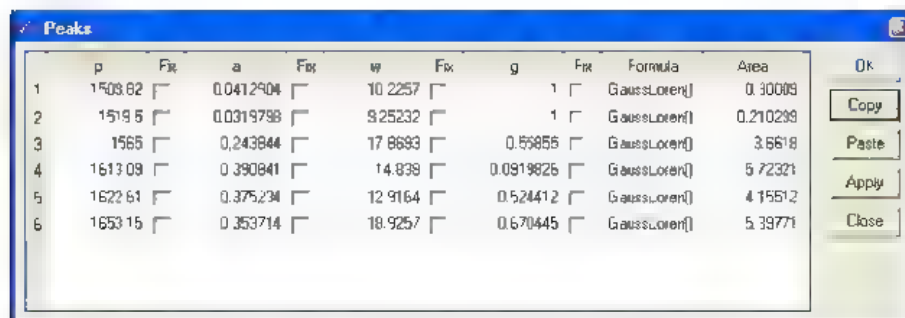 Peaks
p Fix a Fix w Fix g Fix Formula Area
1 0.0412904 10.2257 1 GaussLoren() 0.30009
2 1519.5 0.0319798 9.25232 1 GaussLoren() 0.210299
3 1565 0.243844 17.8693 GaussLoren() 3.6618
4 1613.09 0.390841 14.839 0.0919826 GaussLoren() 5.72321
5 1622.61 0.375234 12.9164 0.524412 GaussLoren() 4.15512
6 1653.15 0.353714 18.9257 0.670445 GaussLoren() 5.39771
Ok
Copy
Paste
Apply
Close